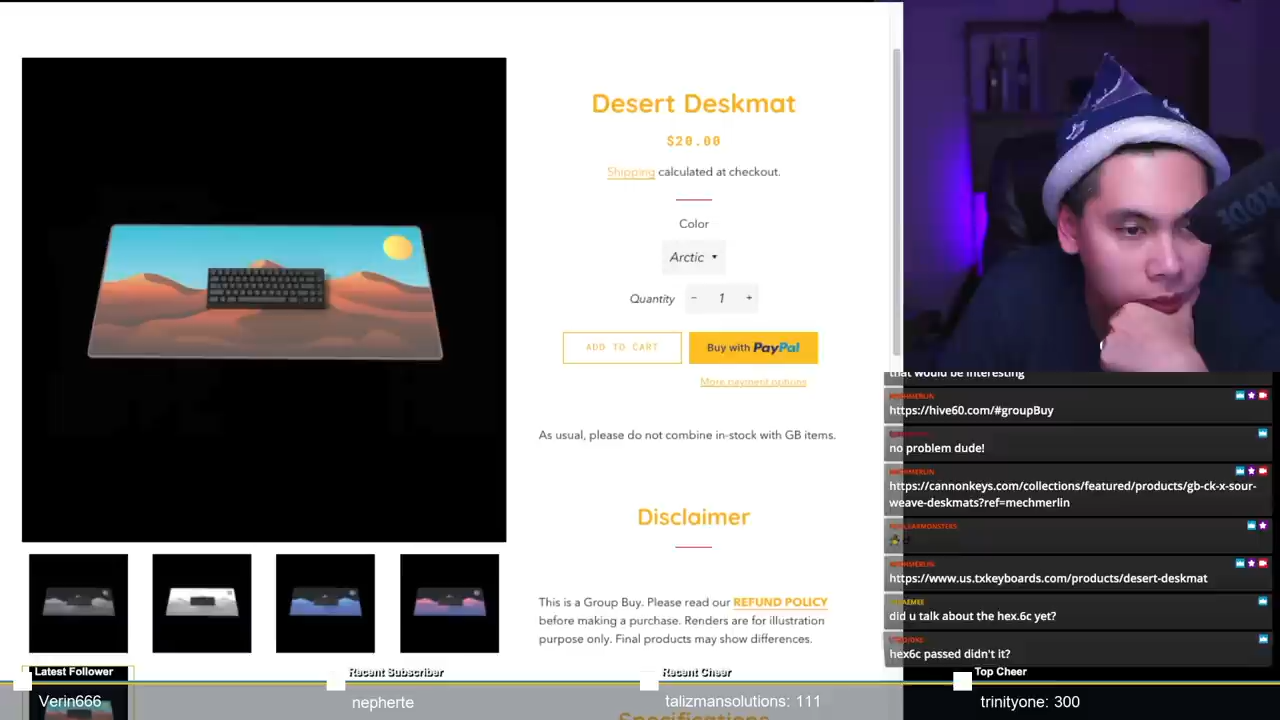 Desert Deskmat
$20.00
Shipping calculated at checkout.
Color
Arctic
Quantity
− 1 +
ADD TO CART
Buy with PayPal
More payment options
As usual, please do not combine in-stock with GB items.
Disclaimer
This is a Group Buy. Please read our REFUND POLICY
before making a purchase. Renders are for illustration
purpose only. Final products may show differences.
Specifications
RODE
that would be interesting
MECHMERLIN
https://hive60.com/#groupBuy
no problem dude!
MECHMERLIN
https://cannonkeys.com/collections/featured/products/gb-ck-x-sour-
weave-deskmats?ref=mechmerlin
MECHMERLIN
https://www.us.txkeyboards.com/products/desert-deskmat
did u talk about the hex.6c yet?
hex6c passed didn't it?
Latest Follower
Verin666
Recent Subscriber
nepherte
Recent Cheer
talizmansolutions: 111
Top Cheer
trinityone: 300